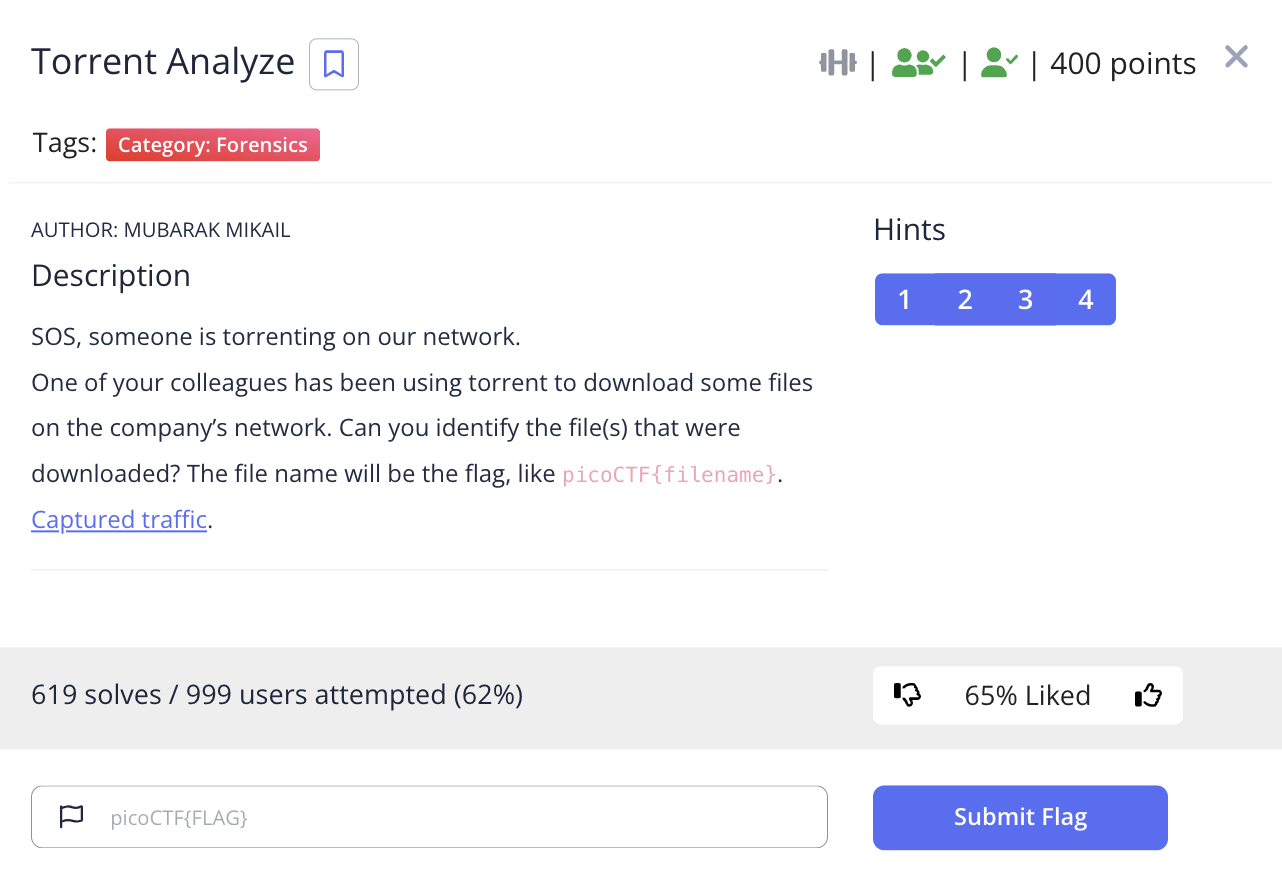 Torrent Analyze
| | | 400 points
Tags: Category: Forensics
AUTHOR: MUBARAK MIKAIL
Hints
Description
1 2 3 4
SOS, someone is torrenting on our network.
One of your colleagues has been using torrent to download some files
on the company’s network. Can you identify the file(s) that were
downloaded? The file name will be the flag, like picoCTF{filename}.
Captured traffic.
619 solves / 999 users attempted (62%)
65% Liked
picoCTF{FLAG}
Submit Flag